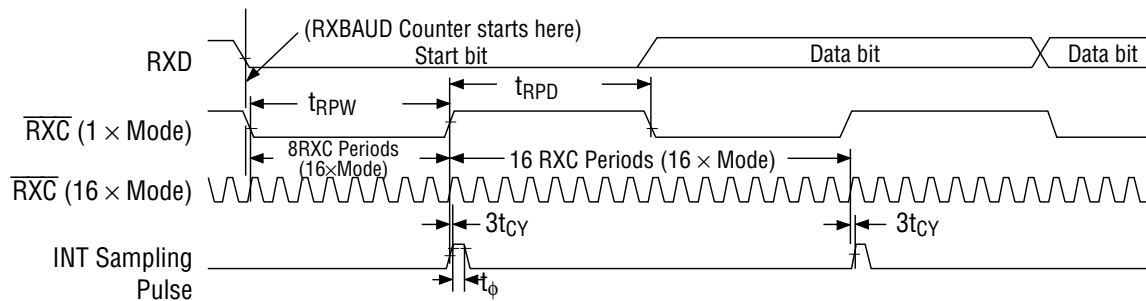 (RXBAUD Counter starts here)
RXD
Start bit
Data bit
Data bit
tRPW
tRPD
RXC (1 × Mode)
8RXC Periods
(16×Mode)
16 RXC Periods (16 × Mode)
RXC (16 × Mode)
3tCY
3tCY
INT Sampling
Pulse
tϕ